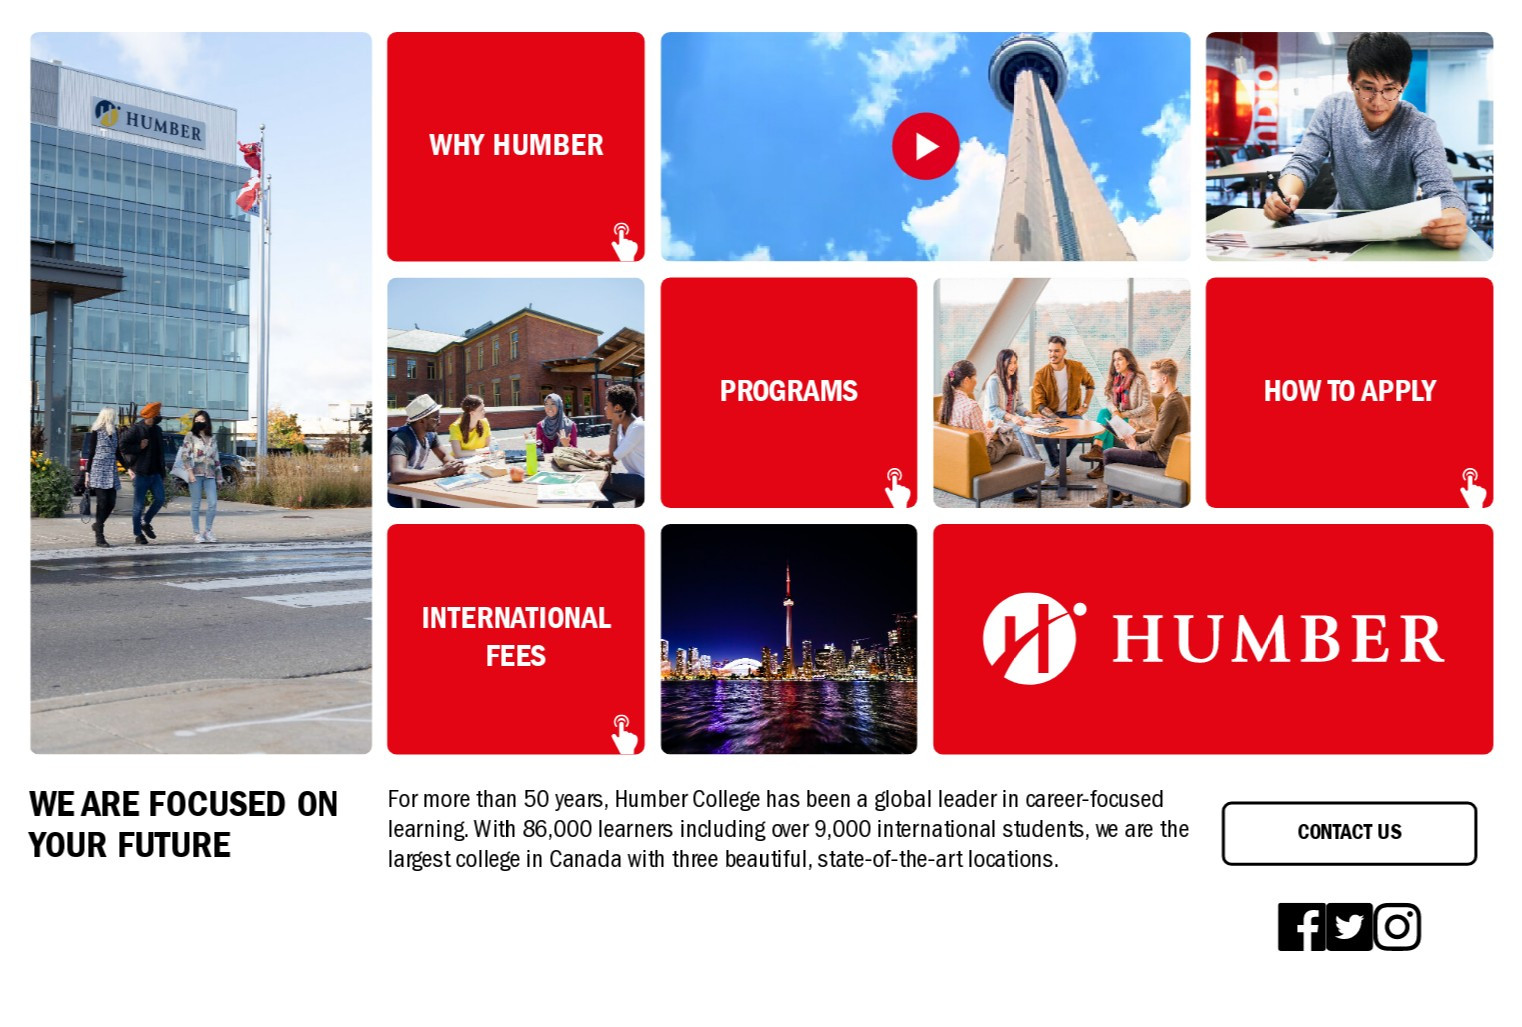 HUMBER
WHY HUMBER
PROGRAMS
HOW TO APPLY
INTERNATIONAL
FEES
HUMBER
WE ARE FOCUSED ON
YOUR FUTURE
For more than 50 years, Humber College has been a global leader in career-focused
learning. With 86,000 learners including over 9,000 international students, we are the
largest college in Canada with three beautiful, state-of-the-art locations.
CONTACT US